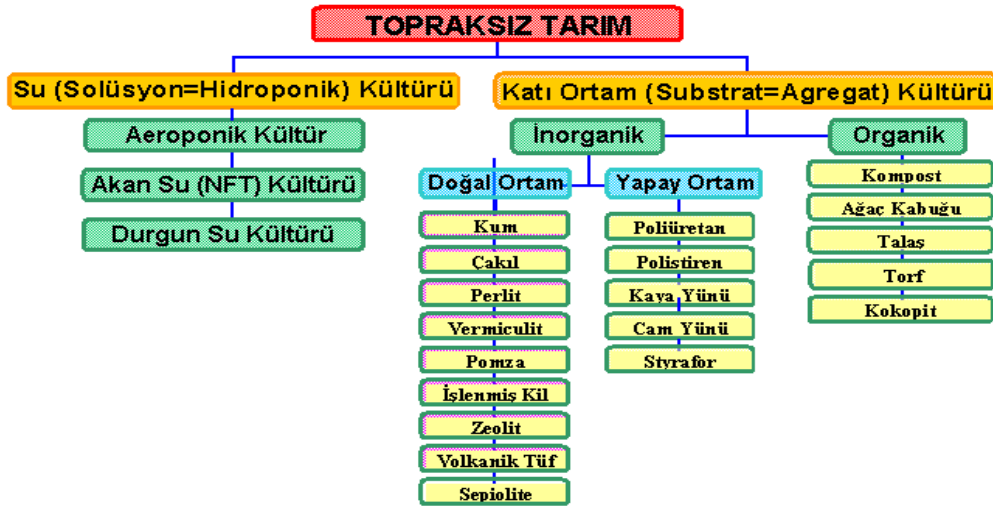 TOPRAKSIZ TARIM
Su (Solüsyon=Hidroponik) Kültürü
Aeroponik Kültür
Akan Su (NFT) Kültürü
Durgun Su Kültürü
Katı Ortam (Substrat=Agregat) Kültürü
İnorganik
Doğal Ortam
Kum
Çakıl
Perlit
Vermiculit
Pomza
İşlenmiş Kil
Zeolit
Volkanik Tüf
Sepiolite
Yapay Ortam
Poliüretan
Polistiren
Kaya Yünü
Cam Yünü
Styrafor
Organik
Kompost
Ağaç Kabuğu
Talaş
Torf
Kokopit